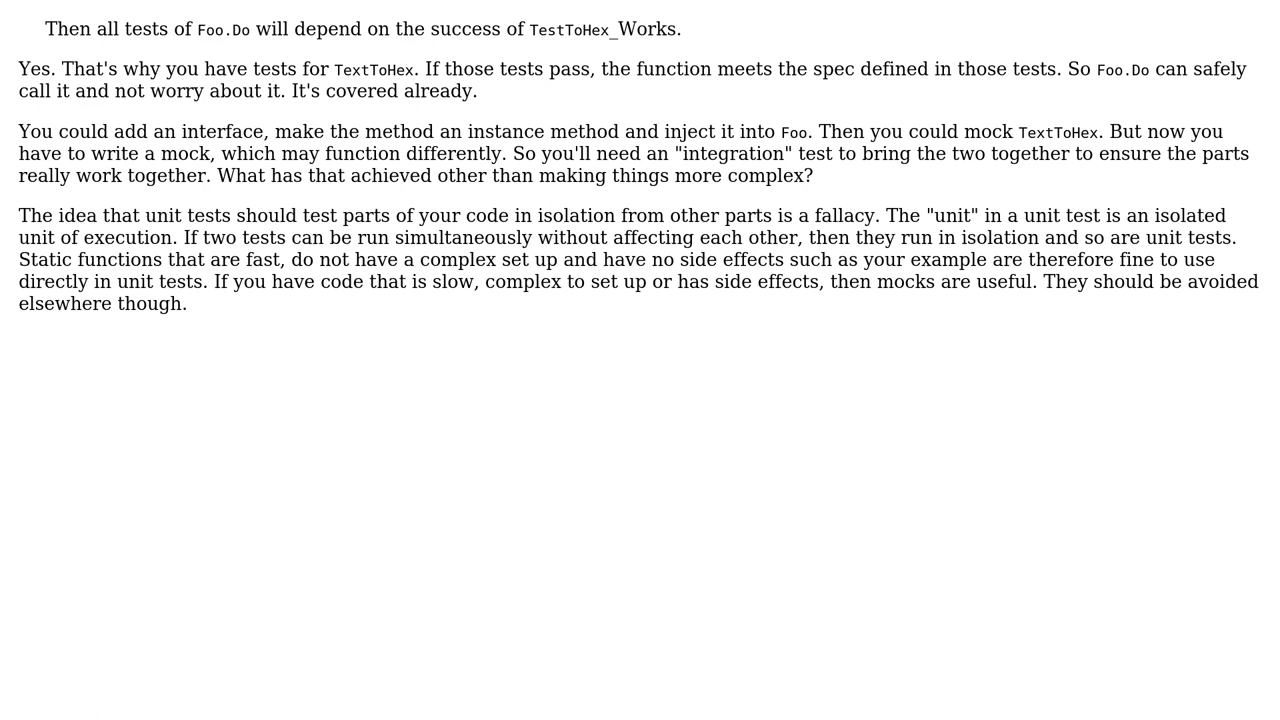 Then all tests of Foo.Do will depend on the success of TestToHex_Works.
Yes. That's why you have tests for TextToHex. If those tests pass, the function meets the spec defined in those tests. So Foo.Do can safely
call it and not worry about it. It's covered already.
You could add an interface, make the method an instance method and inject it into Foo. Then you could mock TextToHex. But now you
have to write a mock, which may function differently. So you'll need an "integration" test to bring the two together to ensure the parts
really work together. What has that achieved other than making things more complex?
The idea that unit tests should test parts of your code in isolation from other parts is a fallacy. The "unit" in a unit test is an isolated
unit of execution. If two tests can be run simultaneously without affecting each other, then they run in isolation and so are unit tests.
Static functions that are fast, do not have a complex set up and have no side effects such as your example are therefore fine to use
directly in unit tests. If you have code that is slow, complex to set up or has side effects, then mocks are useful. They should be avoided
elsewhere though.